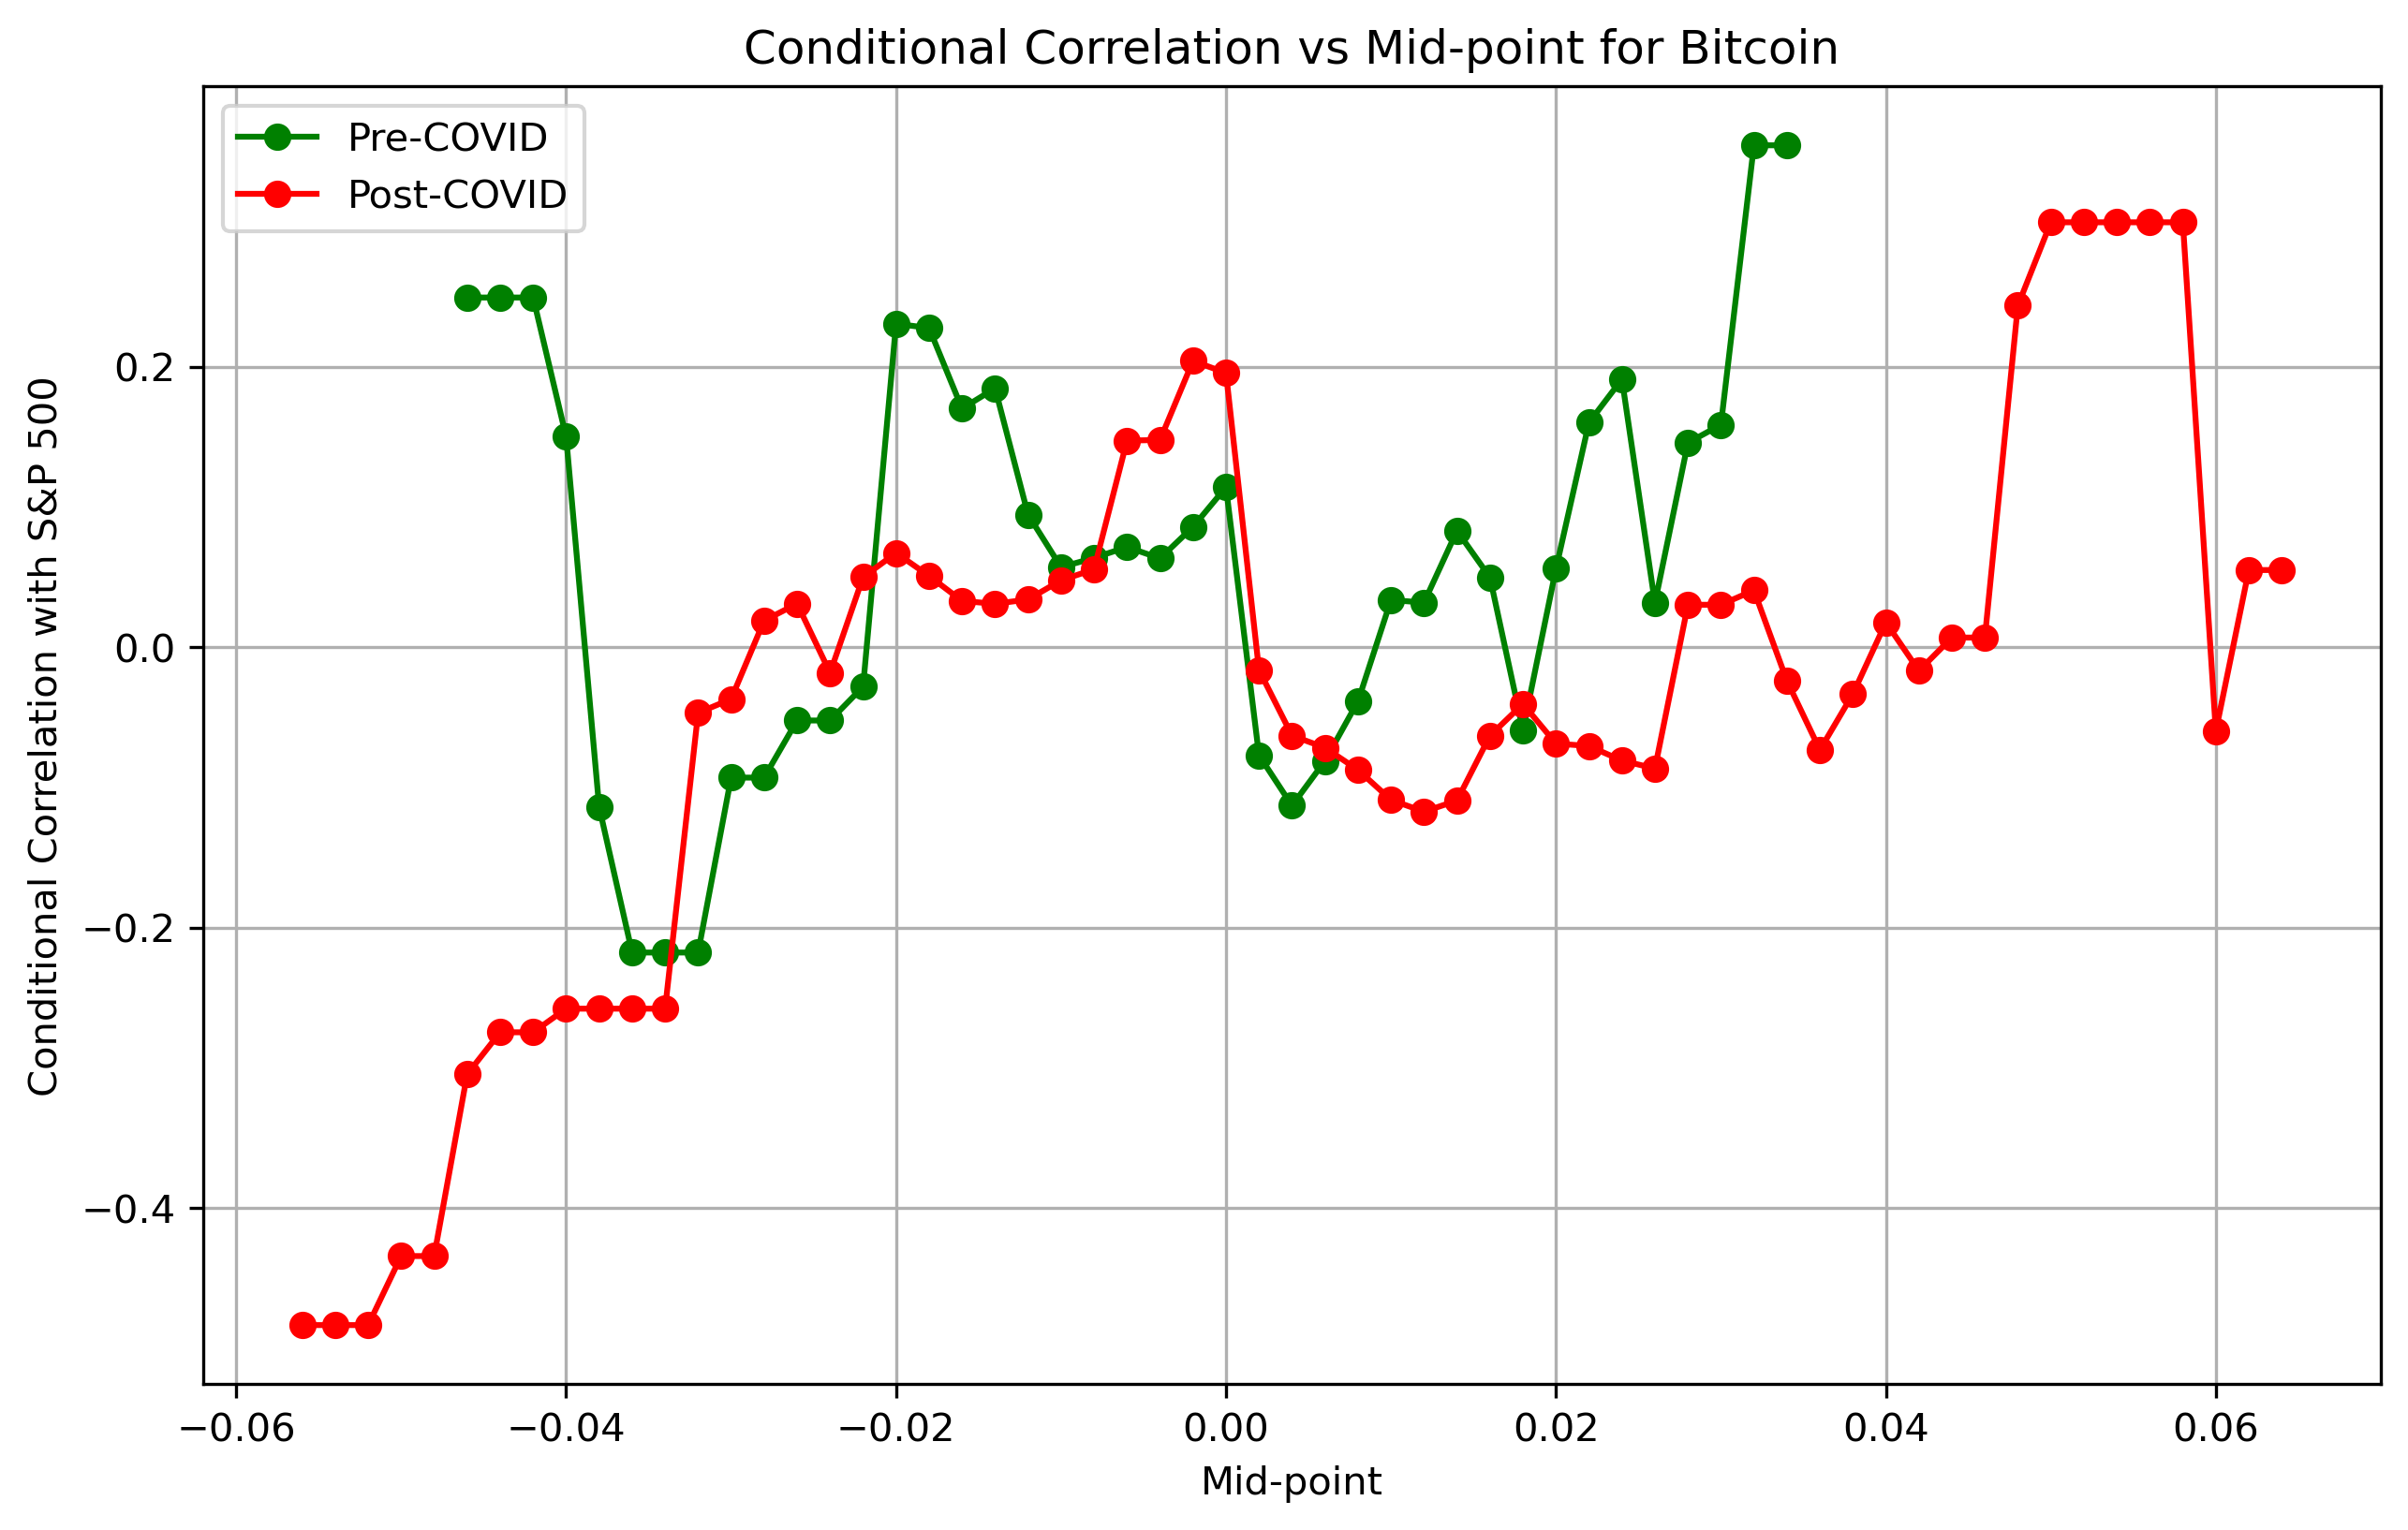 Conditional Correlation vs Mid-point for Bitcoin
Pre-COVID
Post-COVID
Conditional Correlation with S&P 500
0.2
0.0
−0.2
−0.4
−0.06
−0.04
−0.02
0.00
0.02
0.04
0.06
Mid-point